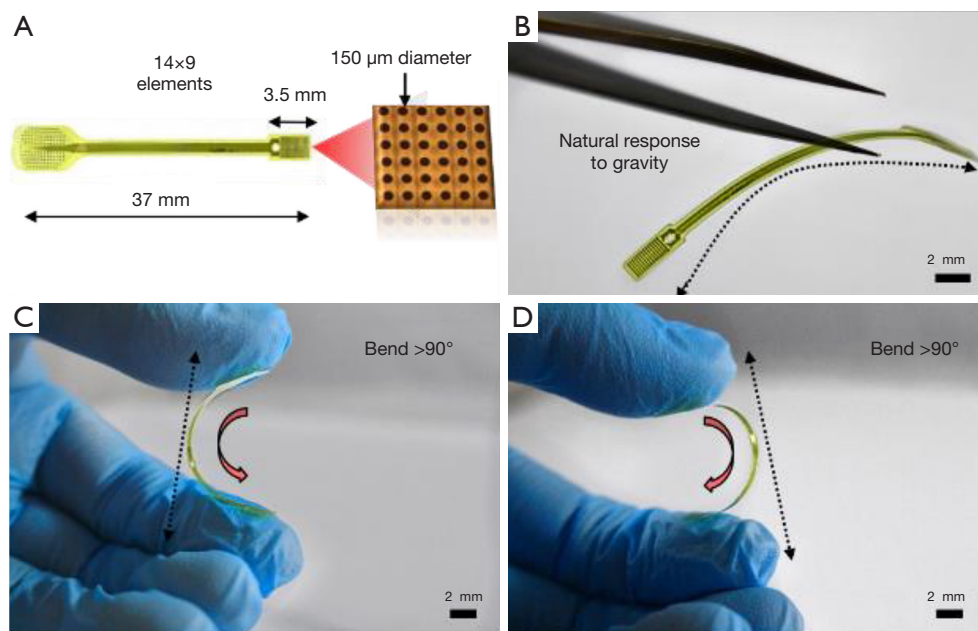 A
14×9
elements
150 µm diameter
3.5 mm
37 mm
B
Natural response
to gravity
2 mm
C
Bend >90°
2 mm
D
Bend >90°
2 mm